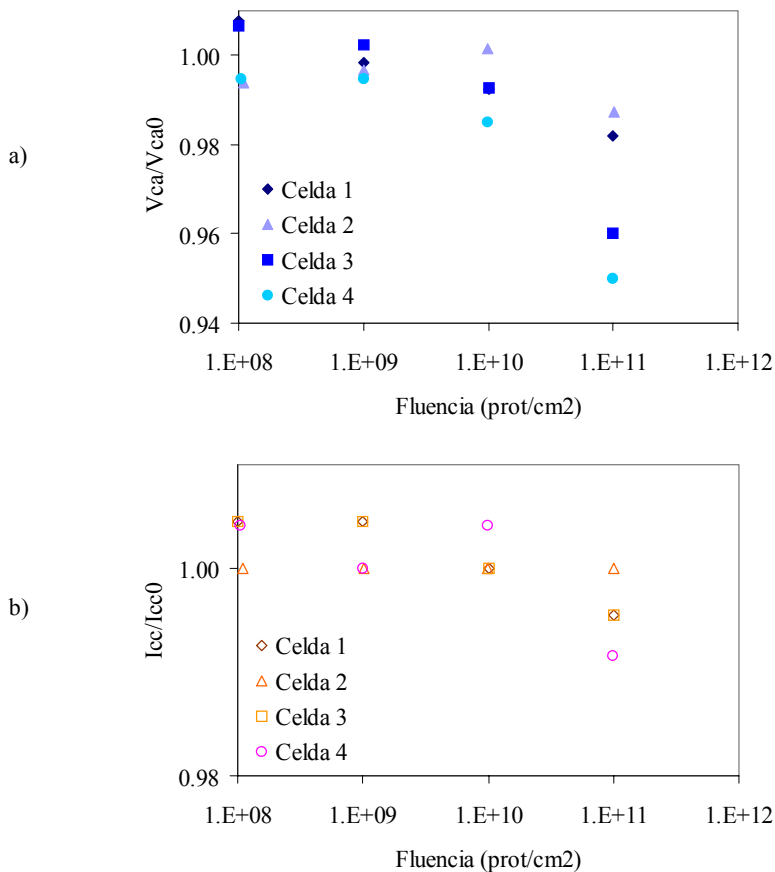 a)
Vca/Vca0
1.00
0.98
0.96
0.94
Celda 1
Celda 2
Celda 3
Celda 4
1.E+08 1.E+09 1.E+10 1.E+11 1.E+12
Fluencia (prot/cm2)
b)
Icc/Icc0
1.00
0.98
Celda 1
Celda 2
Celda 3
Celda 4
1.E+08 1.E+09 1.E+10 1.E+11 1.E+12
Fluencia (prot/cm2)